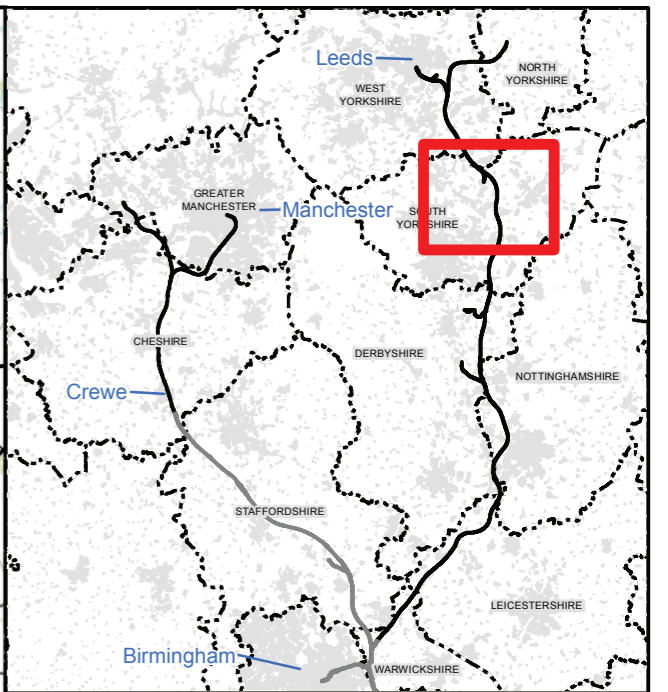 Leeds
NORTH
YORKSHIRE
WEST
YORKSHIRE
GREATER
MANCHESTER
Manchester
SOUTH
YORKSHIRE
CHESHIRE
DERBYSHIRE
NOTTINGHAMSHIRE
Crewe
STAFFORDSHIRE
LEICESTERSHIRE
Birmingham
WARWICKSHIRE